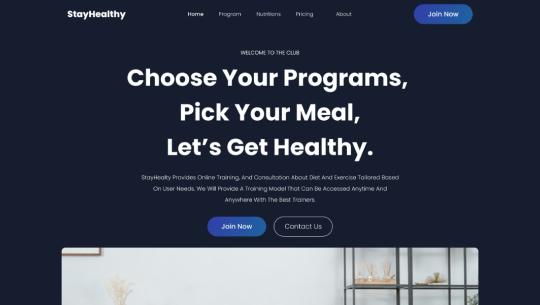 StayHealthy
Home Program Nutritions Pricing About
Join Now
WELCOME TO THE CLUB
Choose Your Programs,
Pick Your Meal,
Let's Get Healthy.
StayHealty Provides Online Training, And Consultation About Diet And Exercise Tailored Based
On User Needs. We Will Provide A Training Model That Can Be Accessed Anytime And
Anywhere With The Best Trainers.
Join Now
Contact Us